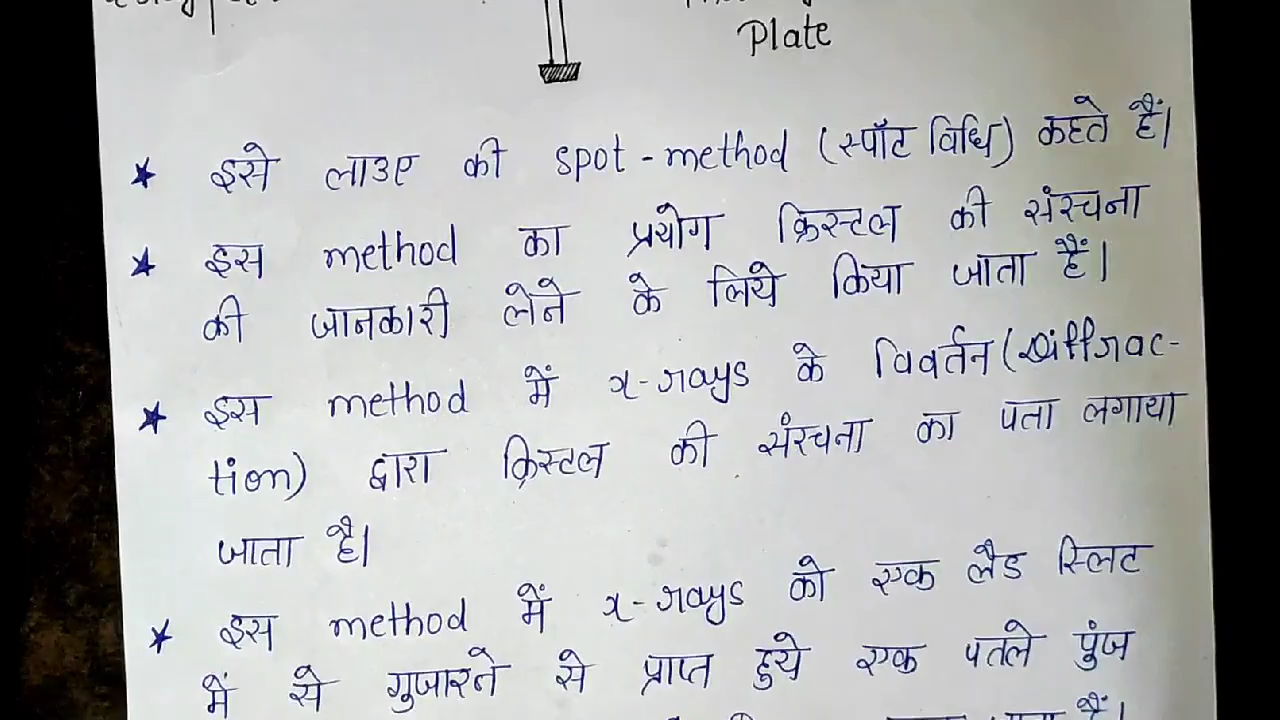 Plate
★ इसे लाउए की spot-method (स्पॉट विधि) कहते हैं।
★ इस method का प्रयोग क्रिस्टल की संरचना
की जानकारी लेने के लिये किया जाता हैं।
★ इस method में x-rays के विवर्तन (diffrac-
tion) द्वारा क्रिस्टल की संरचना का पता लगाया
जाता है।
★ इस method में x-rays को एक लैड स्लिट
में से गुजारने से प्राप्त हुये एक पतले पुंज